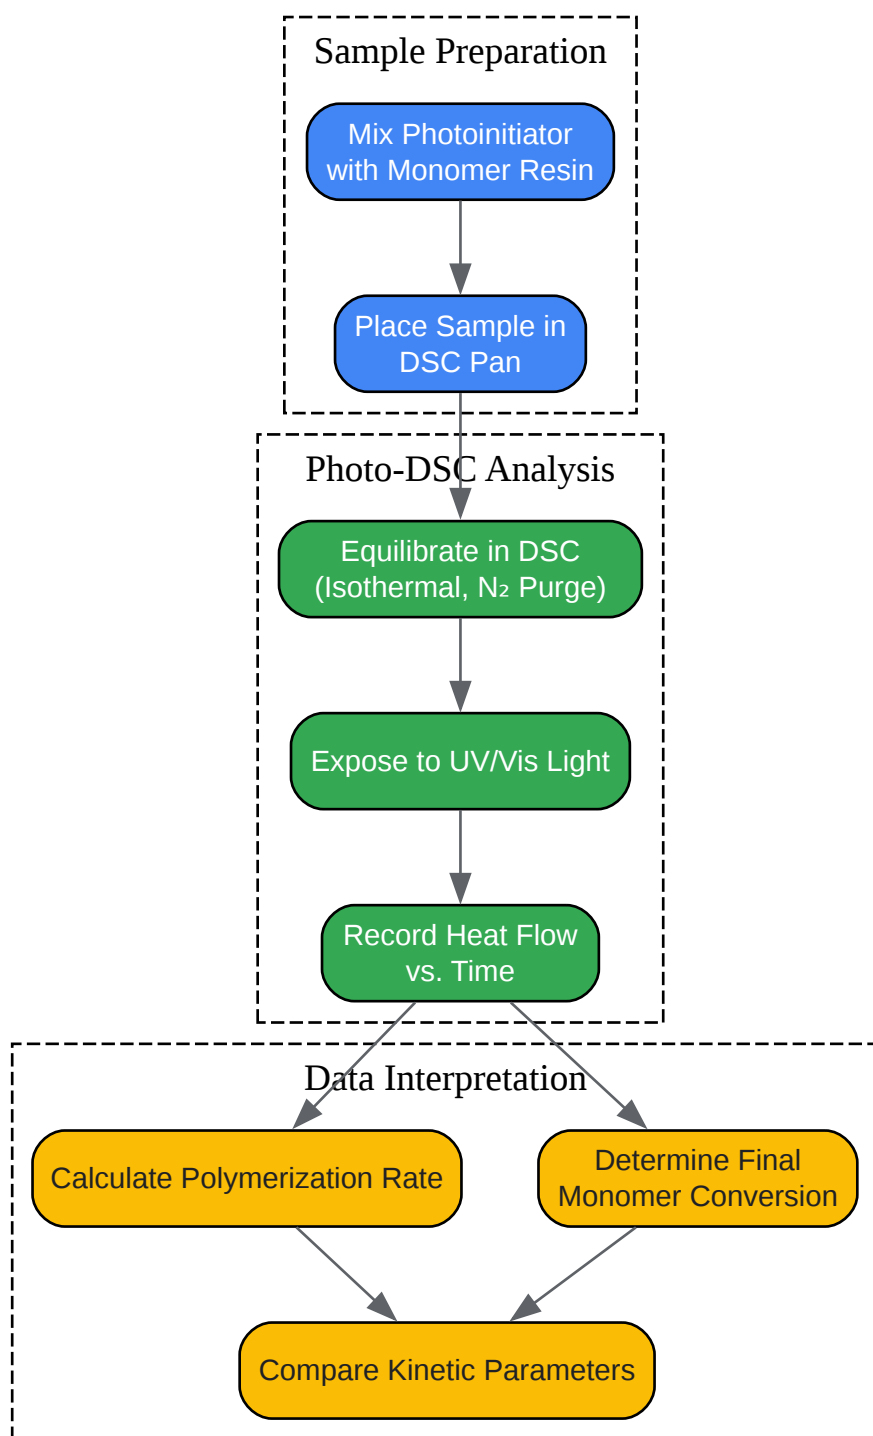 Sample Preparation
Mix Photoinitiator
with Monomer Resin
Place Sample in
DSC Pan
Photo-DSC Analysis
Equilibrate in DSC
(Isothermal, N₂ Purge)
Expose to UV/Vis Light
Record Heat Flow
vs. Time
Data Interpretation
Calculate Polymerization Rate
Determine Final
Monomer Conversion
Compare Kinetic Parameters